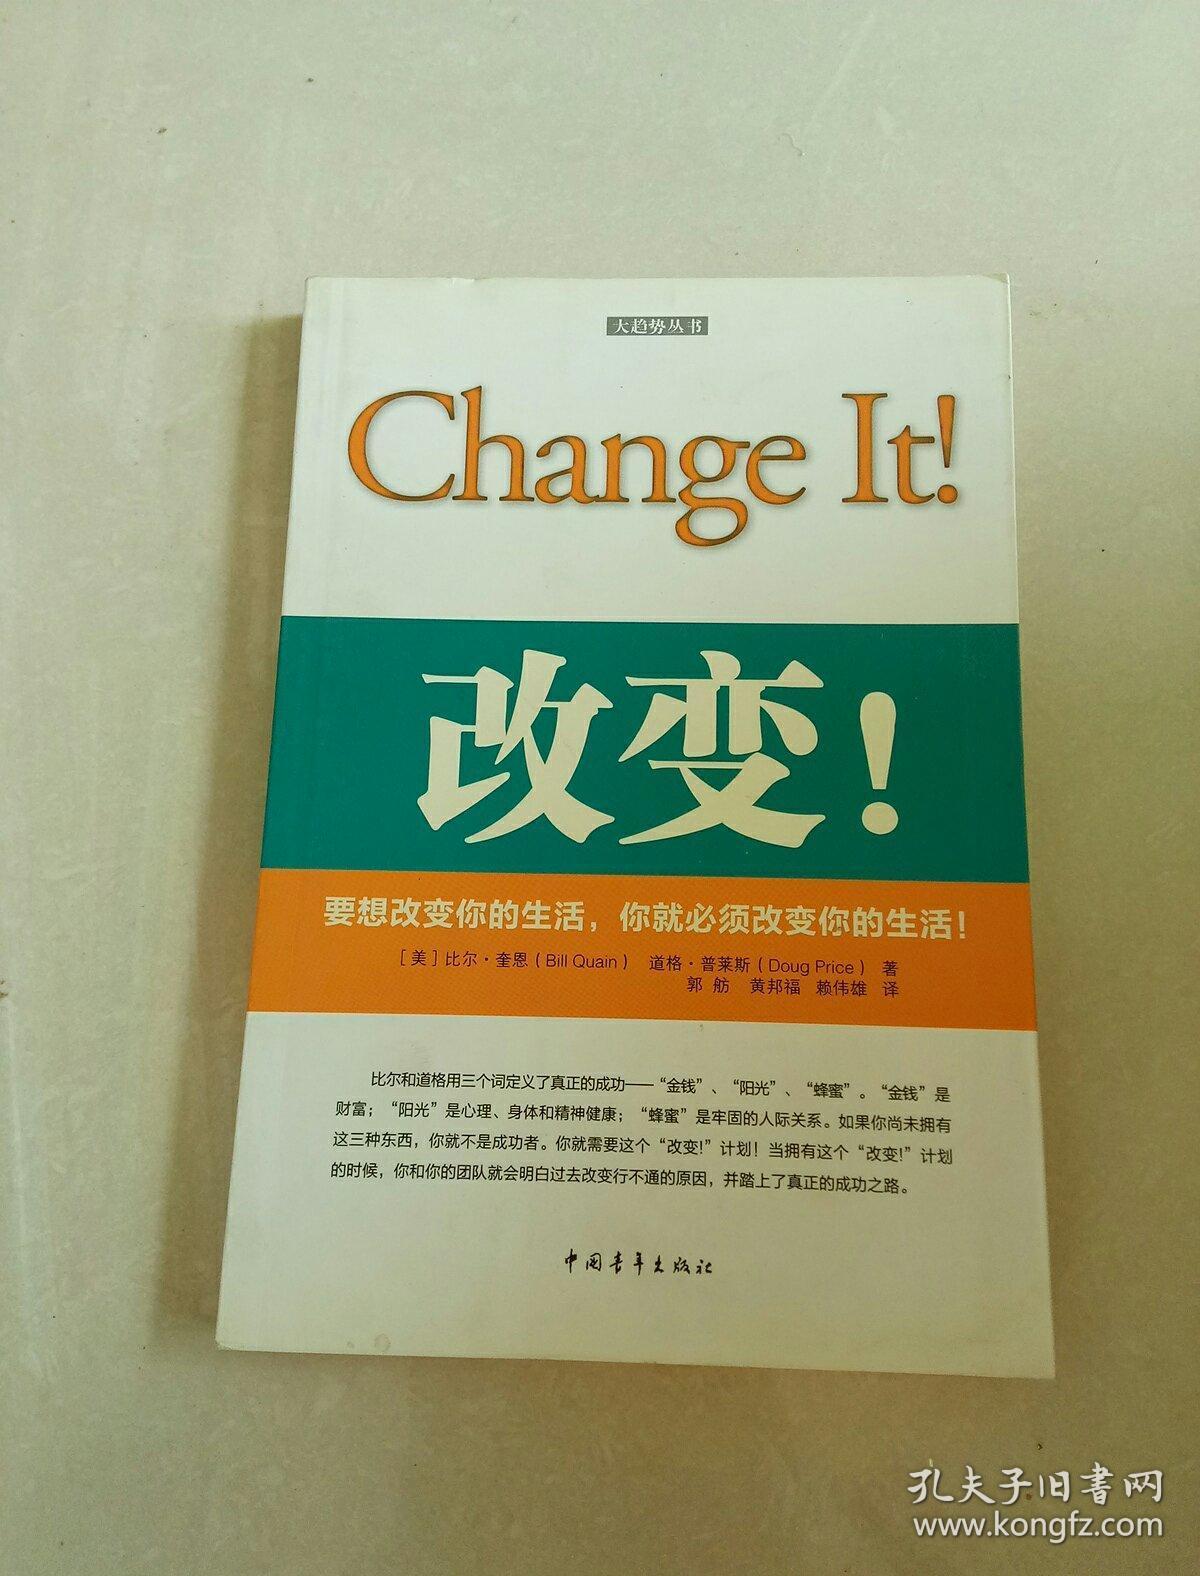 大趋势丛书
Change It!
改变！
要想改变你的生活，你就必须改变你的生活！
［美］比尔·奎恩（Bill Quain） 道格·普莱斯（Doug Price） 著
郭 舫 黄邦福 赖伟雄 译
比尔和道格用三个词定义了真正的成功——“金钱”、“阳光”、“蜂蜜”。“金钱”是
财富；“阳光”是心理、身体和精神健康；“蜂蜜”是牢固的人际关系。如果你尚未拥有
这三种东西，你就不是成功者。你就需要这个“改变!”计划！当拥有这个“改变!”计划
的时候，你和你的团队就会明白过去改变行不通的原因，并踏上了真正的成功之路。
中国青年出版社
孔夫子旧书网
www.kongfz.com